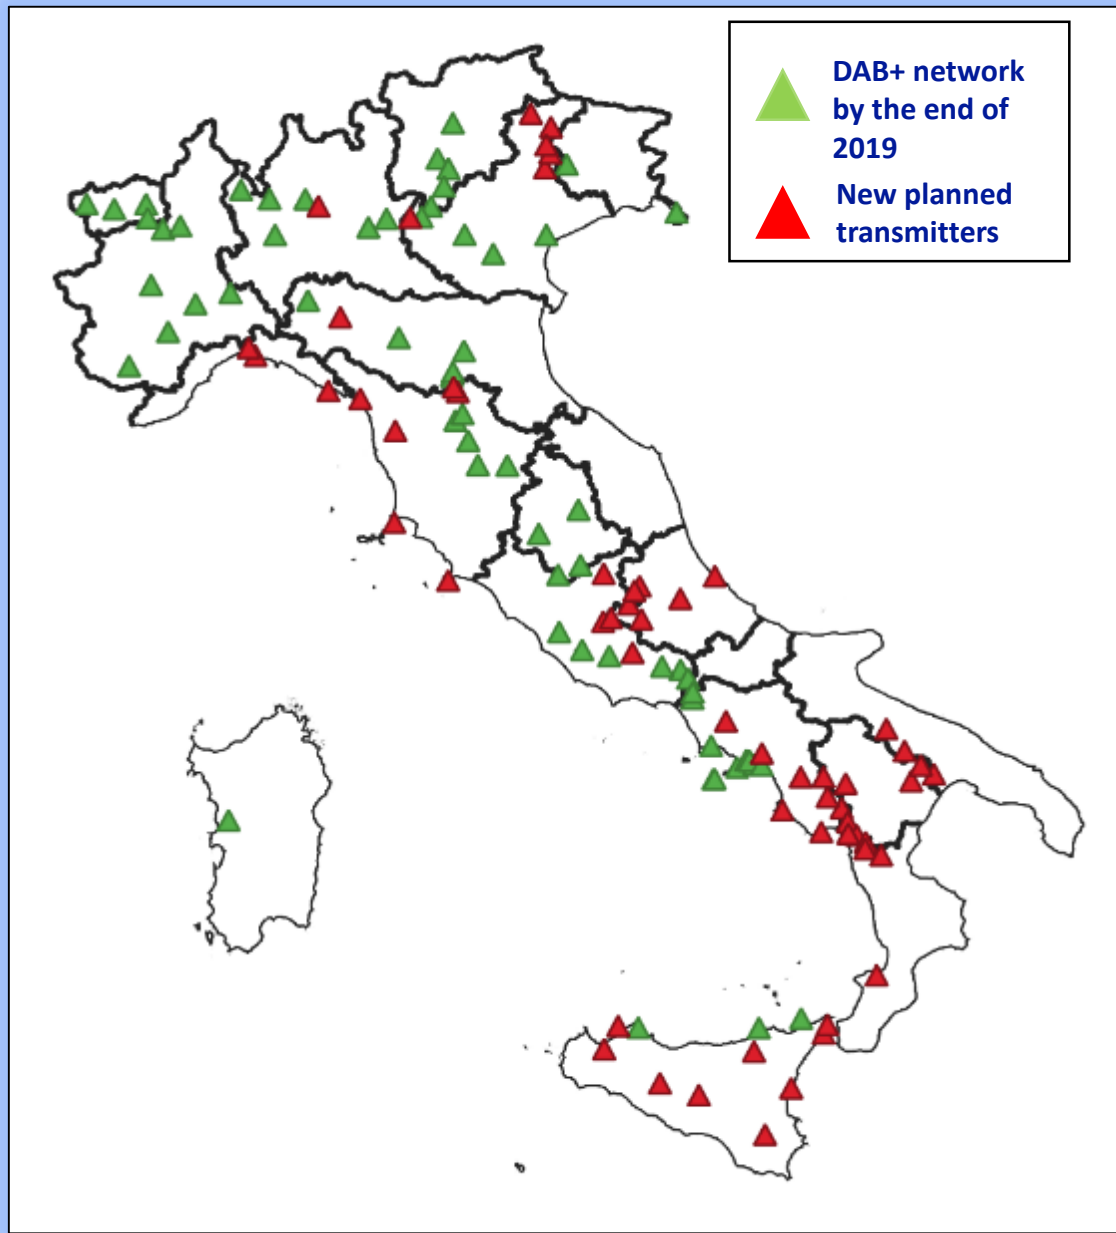 DAB+ network
by the end of
2019
New planned
transmitters